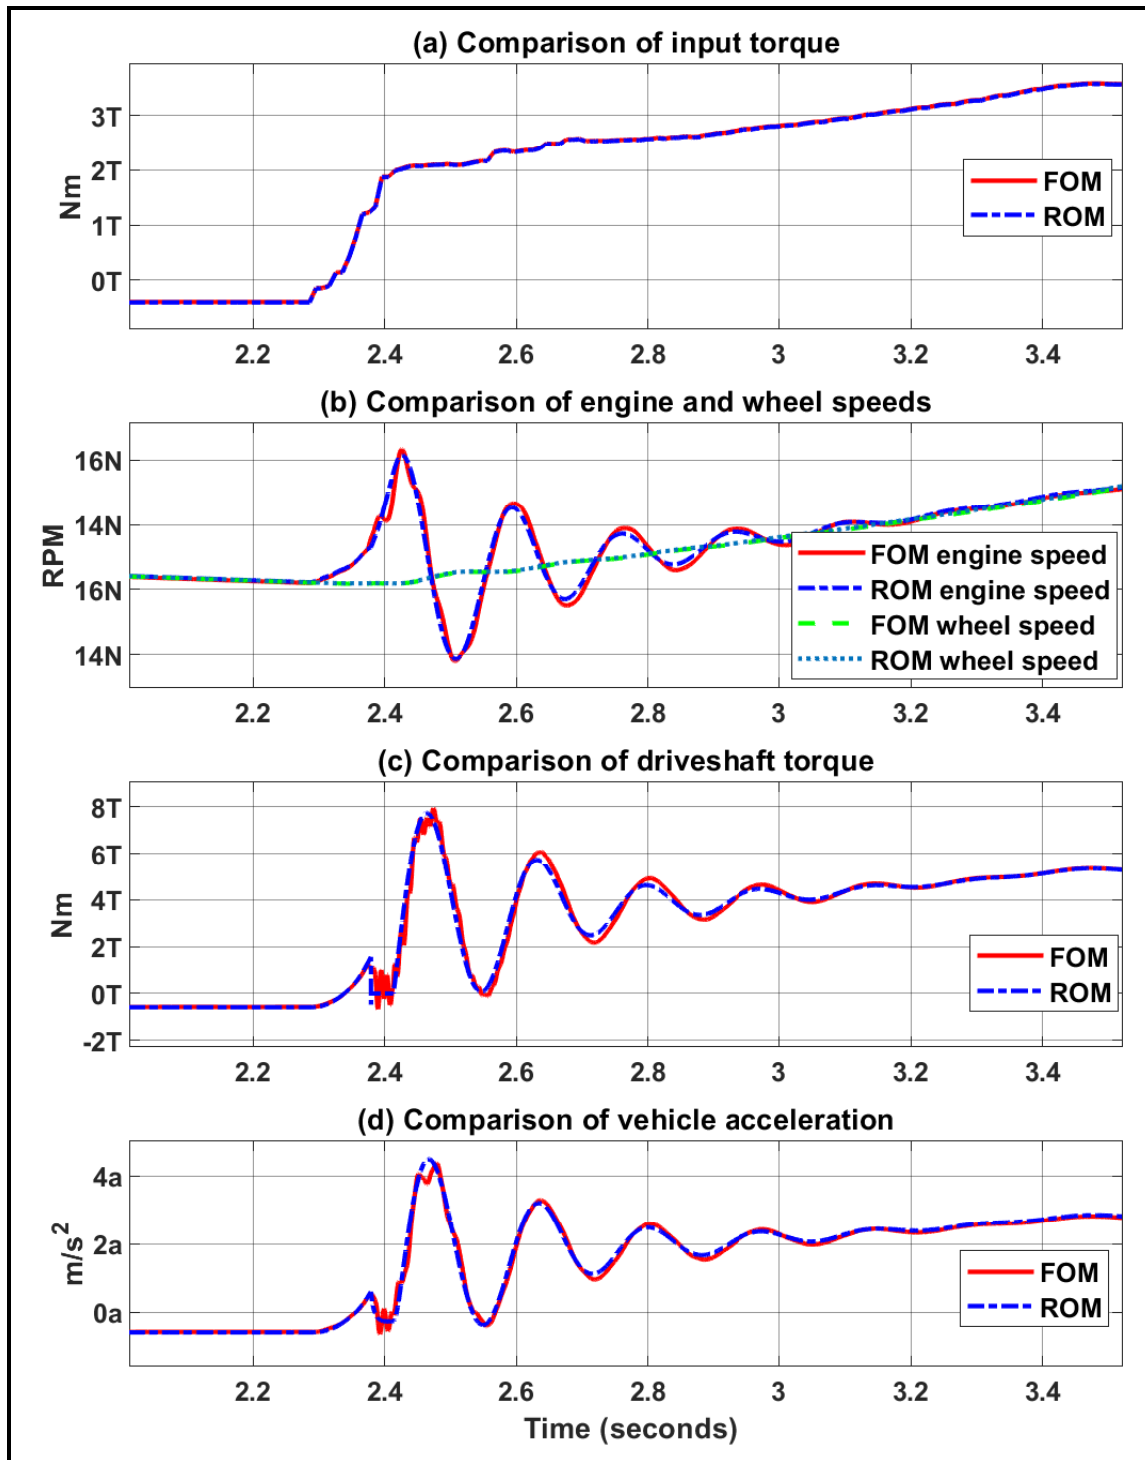 (a) Comparison of input torque
3T
2T
1T
0T
Nm
FOM
ROM
2.2 2.4 2.6 2.8 3 3.2 3.4
(b) Comparison of engine and wheel speeds
16N
14N
16N
14N
RPM
FOM engine speed
ROM engine speed
FOM wheel speed
ROM wheel speed
2.2 2.4 2.6 2.8 3 3.2 3.4
(c) Comparison of driveshaft torque
8T
6T
4T
2T
0T
-2T
Nm
FOM
ROM
2.2 2.4 2.6 2.8 3 3.2 3.4
(d) Comparison of vehicle acceleration
4a
2a
0a
m/s²
FOM
ROM
2.2 2.4 2.6 2.8 3 3.2 3.4
Time (seconds)